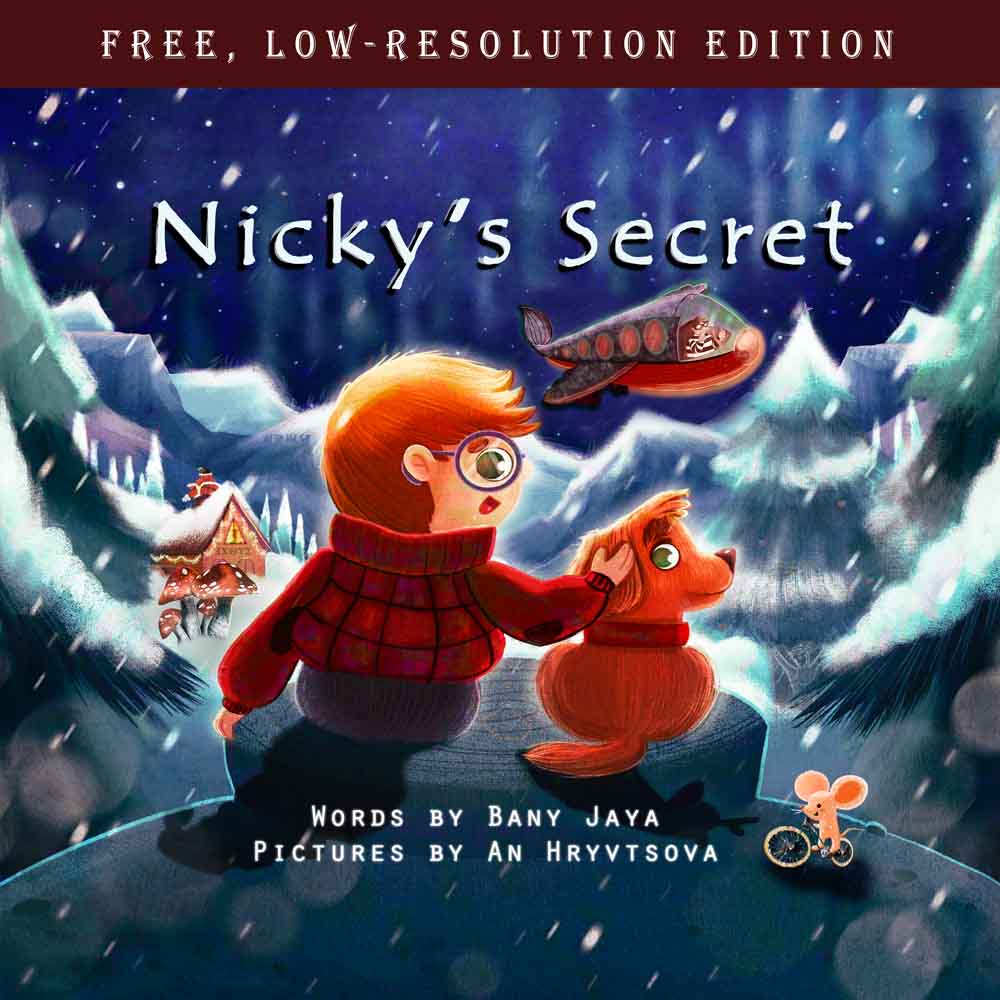 FREE, LOW-RESOLUTION EDITION
Nicky's Secret
WORDS BY BANY JAYA
PICTURES BY AN HRYVTSOVA